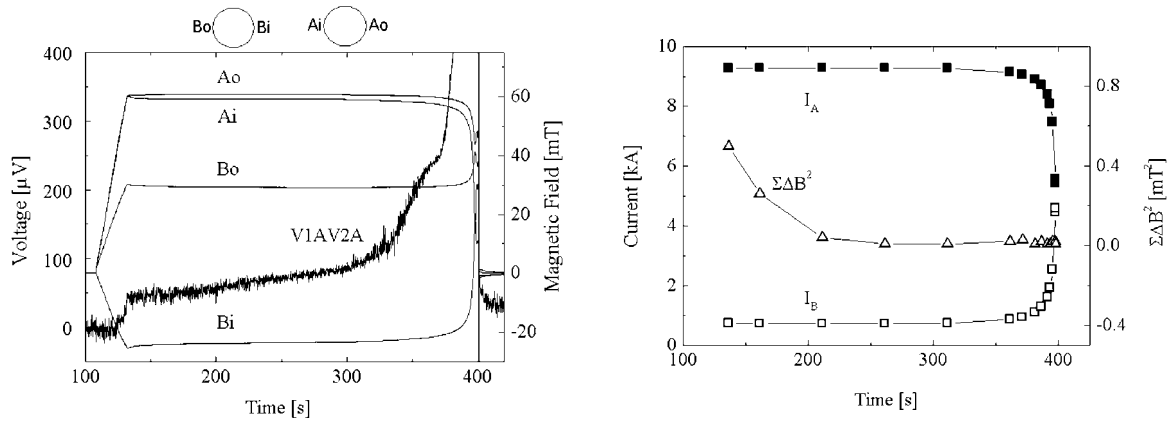 Bo Bi Ai Ao
400
300
200
100
0
Voltage [µV]
Ao
Ai
Bo
V1AV2A
Bi
60
40
20
0
-20
Magnetic Field [mT]
100 200 300 400
Time [s]
10
8
6
4
2
0
Current [kA]
I_A
ΣΔB²
I_B
0.8
0.4
0.0
-0.4
ΣΔB² [mT²]
100 200 300 400
Time [s]